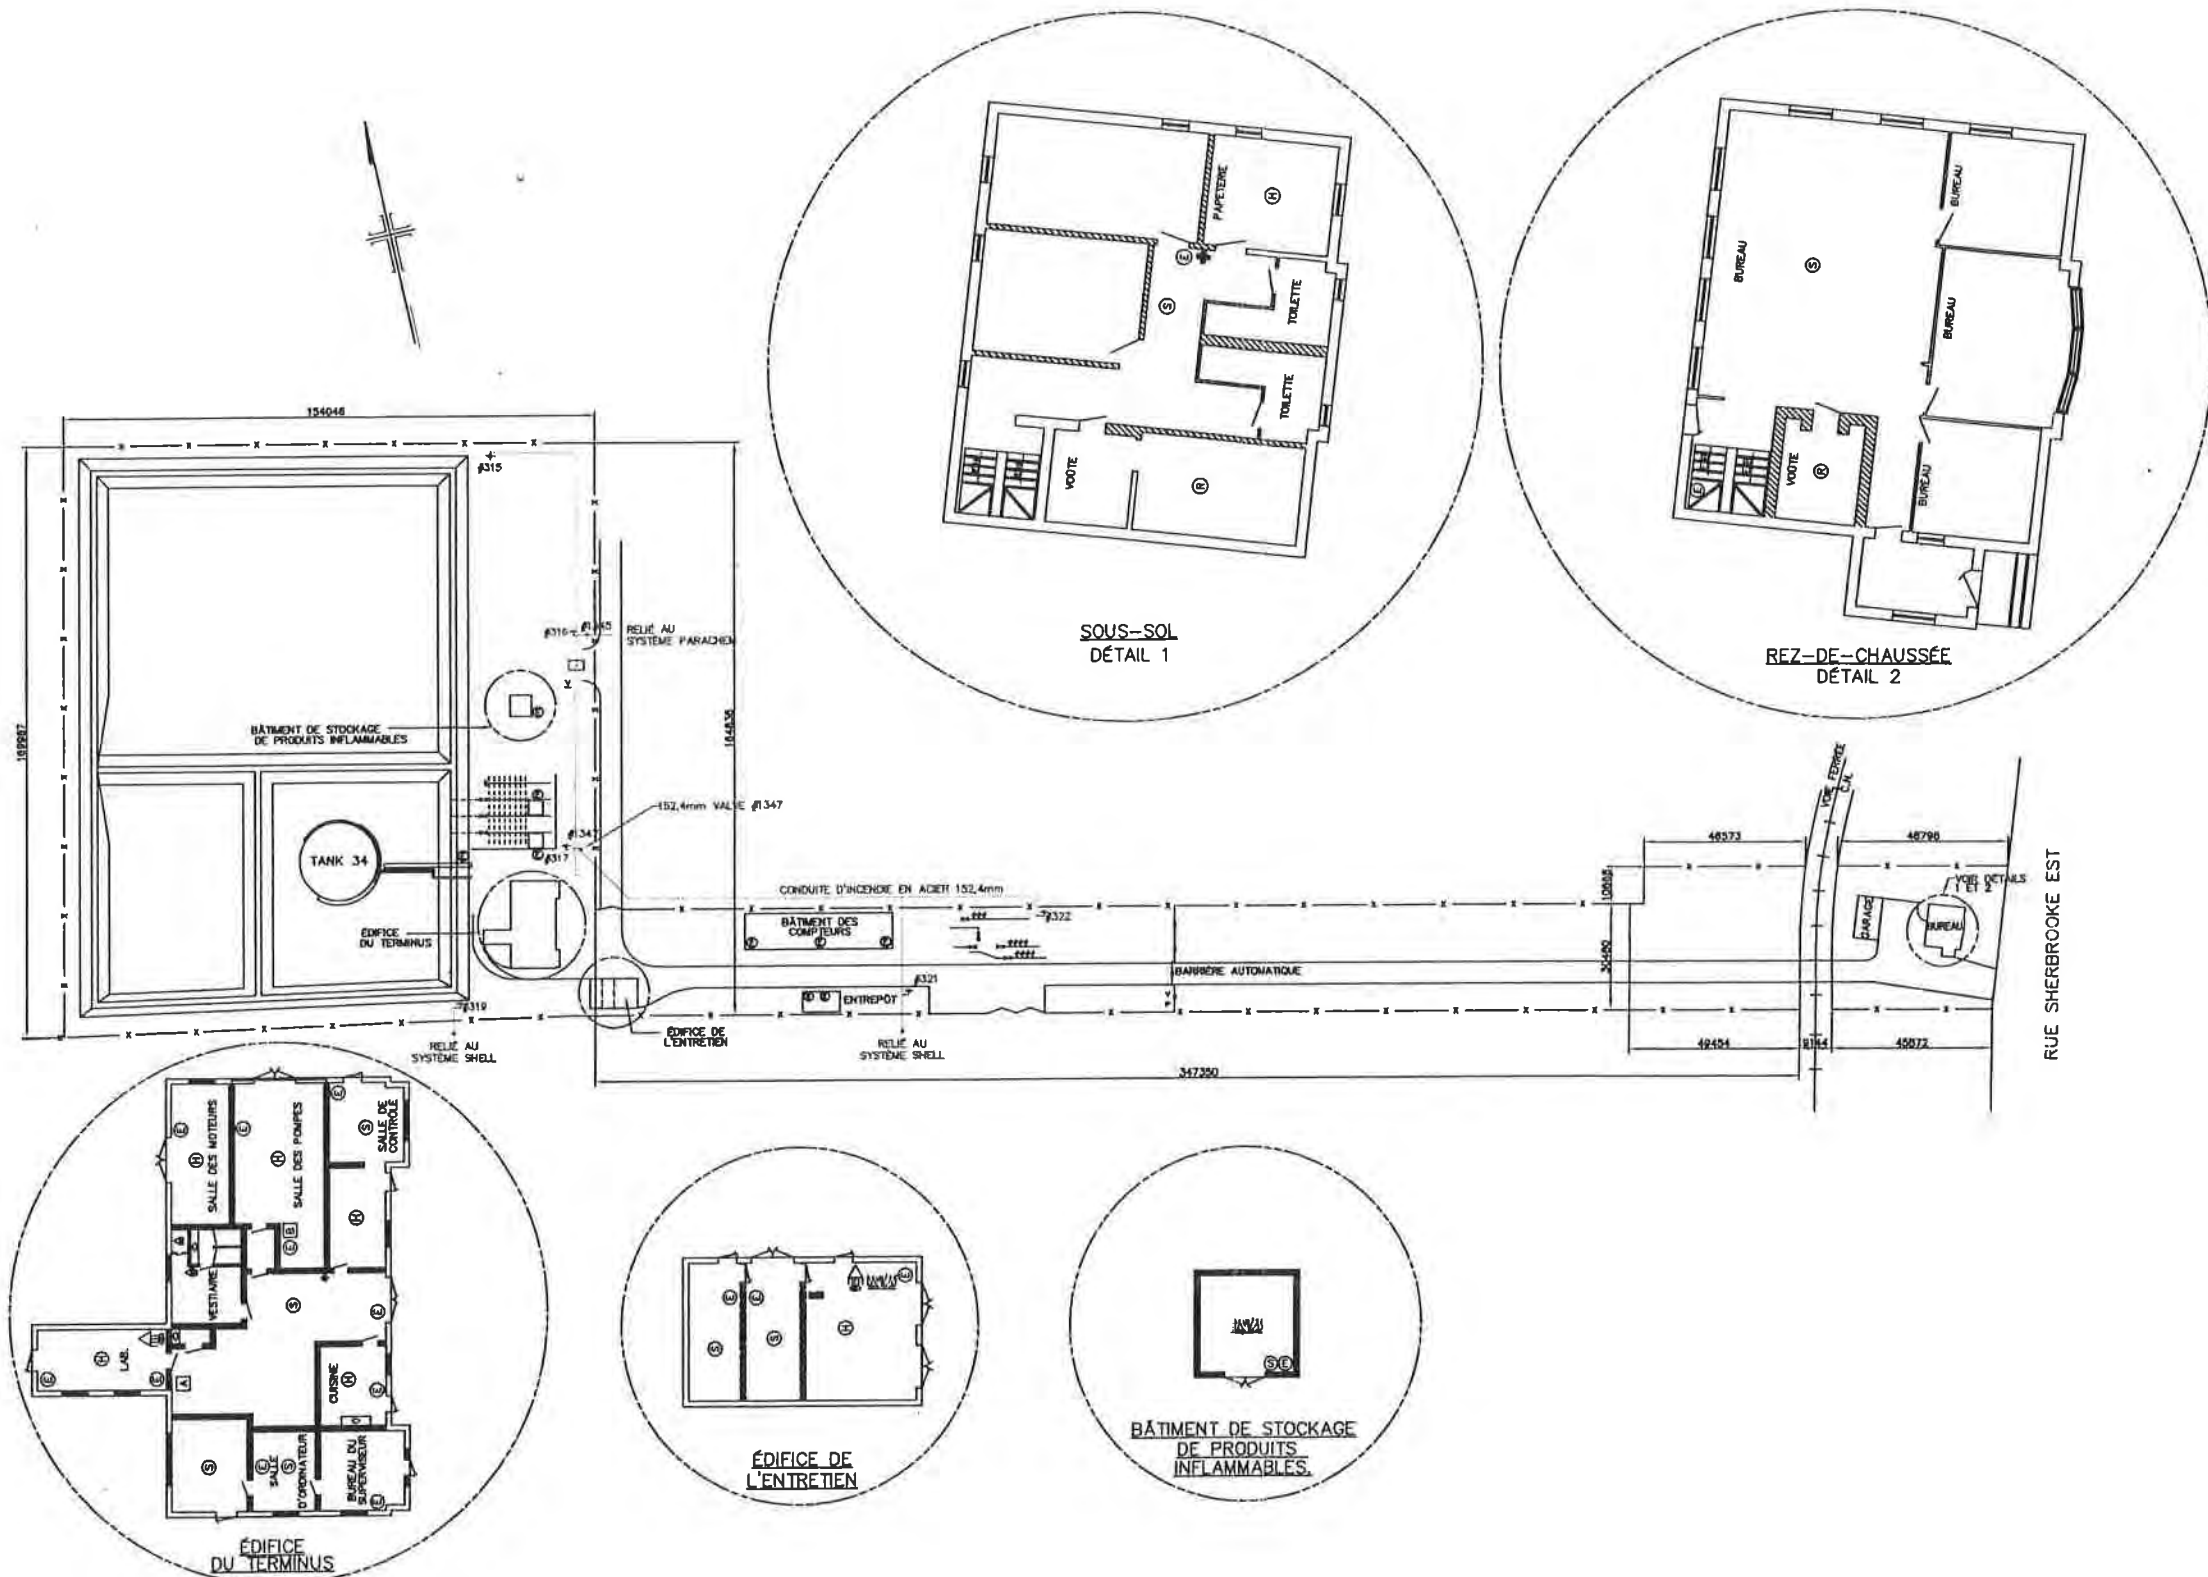 PAPETERIE
H
E
S
TOILETTE
TOILETTE
VOÛTE
R
SOUS-SOL
DÉTAIL 1
BUREAU
BUREAU
S
BUREAU
VOÛTE
R
E
BUREAU
REZ-DE-CHAUSSÉE
DÉTAIL 2
154046
169987
164636
RELIÉ AU
SYSTÈME PARACHEM
BÂTIMENT DE STOCKAGE
DE PRODUITS INFLAMMABLES
152,4mm VALVE #1347
#1347
#317
#315
#316
TANK 34
ÉDIFICE
DU TERMINUS
CONDUITE D'INCENDIE EN ACIER 152,4mm
BÂTIMENT DES
COMPTEURS
#322
BARRIÈRE AUTOMATIQUE
#321
E E ENTREPÔT
#319
RELIÉ AU
SYSTÈME SHELL
ÉDIFICE DE
L'ENTRETIEN
RELIÉ AU
SYSTÈME SHELL
347350
VOIE FERRÉE
C.N.
46573
46796
10668
30480
VOIR DÉTAILS
1 ET 2
GARAGE
BUREAU
49454
9144
45872
RUE SHERBROOKE EST
E
H
SALLE DES MOTEURS
E
H
SALLE DES POMPES
E
S
SALLE DE
CONTRÔLE
H
E
B
VESTIAIRE
S
E
LAB.
H
E
E
A
CUISINE
H
E
S
E
S
SALLE
D'ORDINATEUR
BUREAU DU
SUPERVISEUR
E
ÉDIFICE
DU TERMINUS
E
E
E
S
S
H
ÉDIFICE DE
L'ENTRETIEN
S E
BÂTIMENT DE STOCKAGE
DE PRODUITS
INFLAMMABLES.